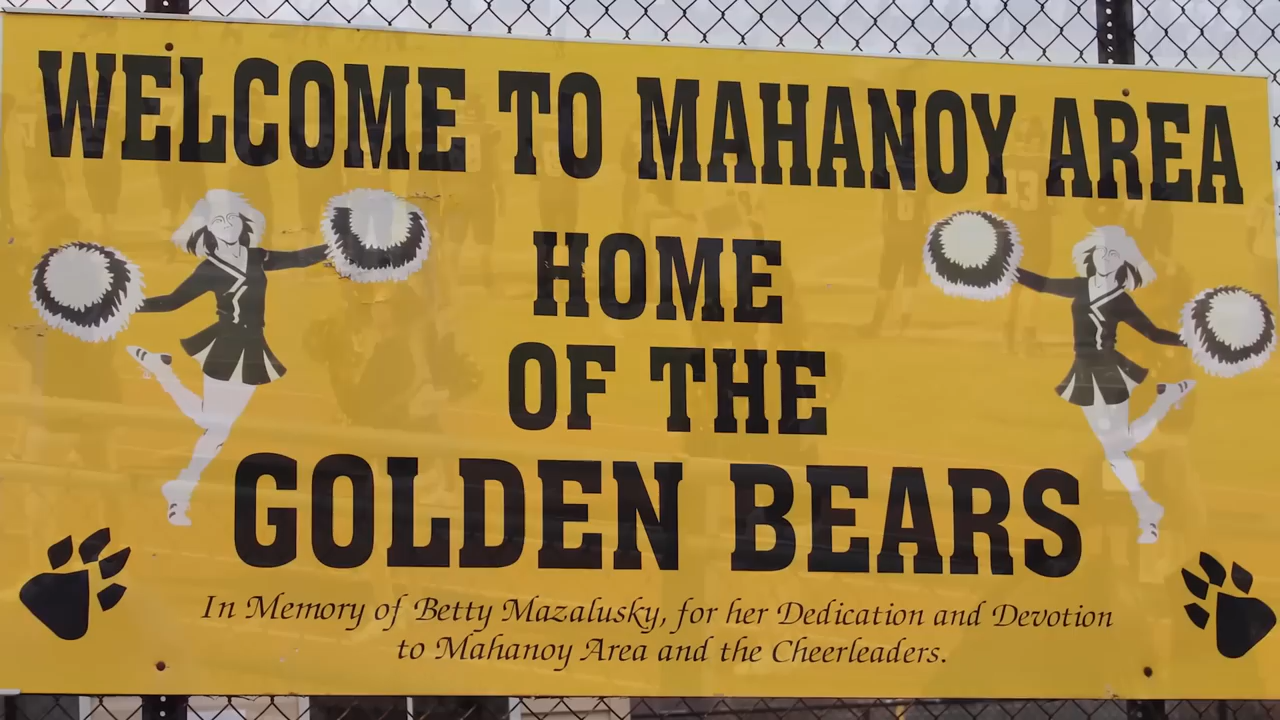 WELCOME TO MAHANOY AREA
HOME
OF THE
GOLDEN BEARS
In Memory of Betty Mazalusky, for her Dedication and Devotion
to Mahanoy Area and the Cheerleaders.